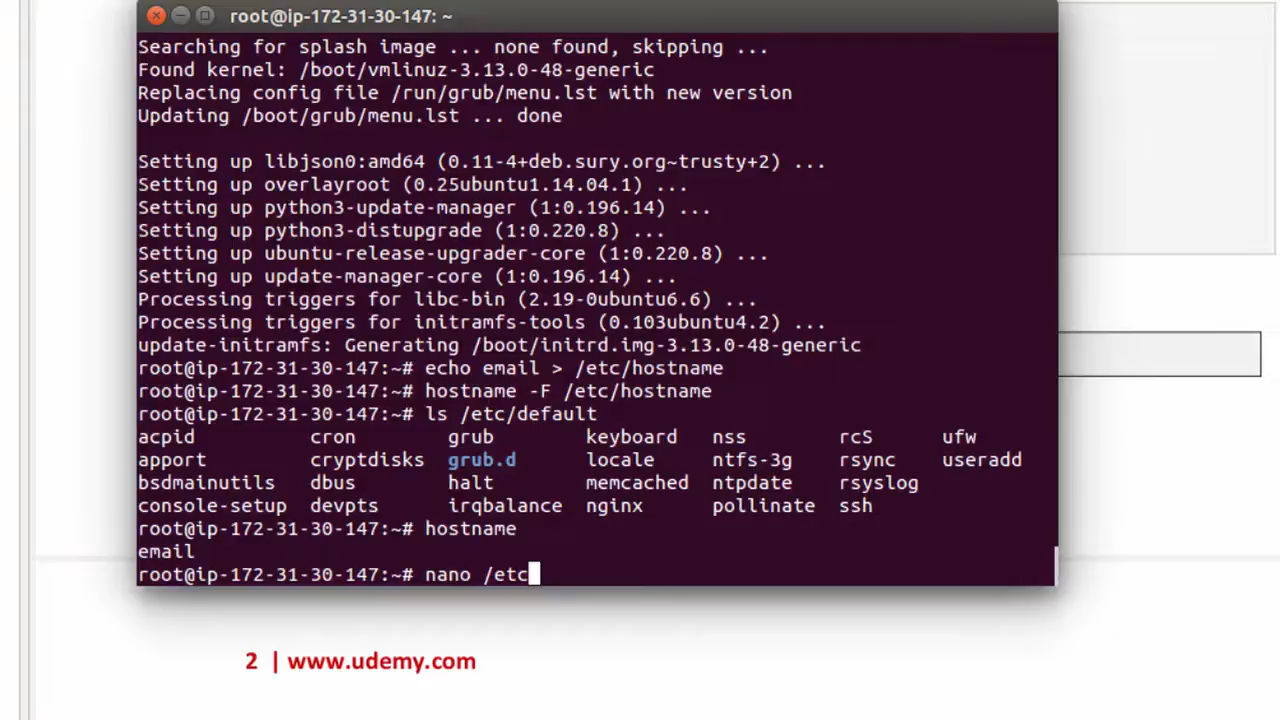 root@ip-172-31-30-147: ~
Searching for splash image ... none found, skipping ...
Found kernel: /boot/vmlinuz-3.13.0-48-generic
Replacing config file /run/grub/menu.lst with new version
Updating /boot/grub/menu.lst ... done
Setting up libjson0:amd64 (0.11-4+deb.sury.org~trusty+2) ...
Setting up overlayroot (0.25ubuntu1.14.04.1) ...
Setting up python3-update-manager (1:0.196.14) ...
Setting up python3-distupgrade (1:0.220.8) ...
Setting up ubuntu-release-upgrader-core (1:0.220.8) ...
Setting up update-manager-core (1:0.196.14) ...
Processing triggers for libc-bin (2.19-0ubuntu6.6) ...
Processing triggers for initramfs-tools (0.103ubuntu4.2) ...
update-initramfs: Generating /boot/initrd.img-3.13.0-48-generic
root@ip-172-31-30-147:~# echo email > /etc/hostname
root@ip-172-31-30-147:~# hostname -F /etc/hostname
root@ip-172-31-30-147:~# ls /etc/default
acpid cron grub keyboard nss rcS ufw
apport cryptdisks grub.d locale ntfs-3g rsync useradd
bsdmainutils dbus halt memcached ntpdate rsyslog
console-setup devpts irqbalance nginx pollinate ssh
root@ip-172-31-30-147:~# hostname
email
root@ip-172-31-30-147:~# nano /etc
2 | www.udemy.com